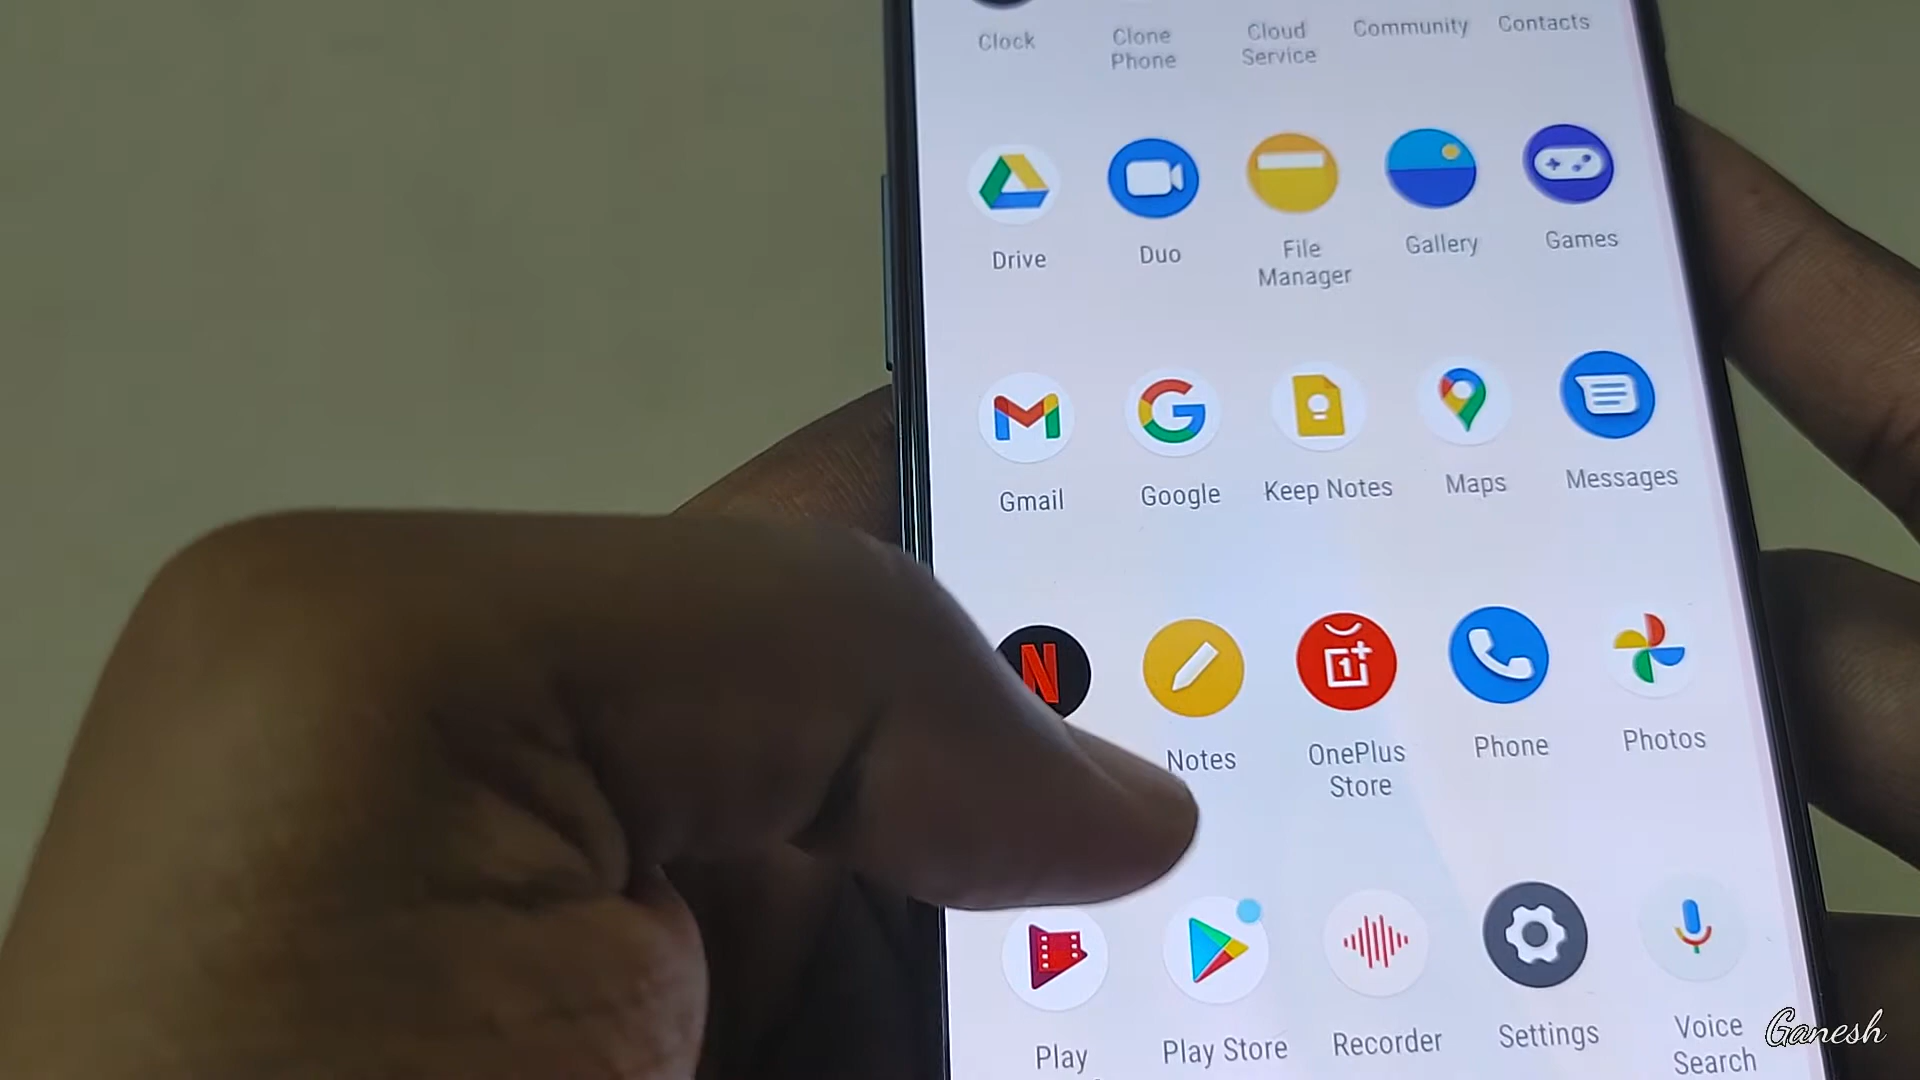 Clock
Clone
Phone
Cloud
Service
Community
Contacts
Drive
Duo
File
Manager
Gallery
Games
Gmail
Google
Keep Notes
Maps
Messages
N
Notes
1+
OnePlus
Store
Phone
Photos
Play
Play Store
Recorder
Settings
Voice
Search
Ganesh